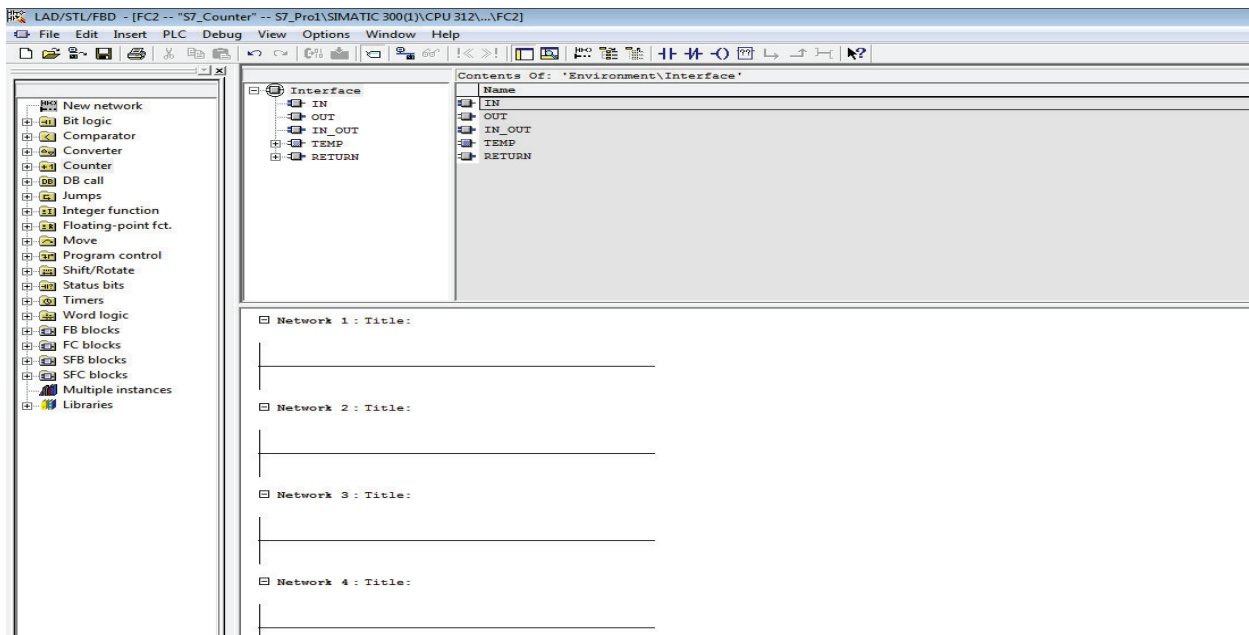 LAD/STL/FBD - [FC2 -- "S7_Counter" -- S7_Pro1\SIMATIC 300(1)\CPU 312\...\FC2]
File Edit Insert PLC Debug View Options Window Help
New network
Bit logic
Comparator
Converter
Counter
DB call
Jumps
Integer function
Floating-point fct.
Move
Program control
Shift/Rotate
Status bits
Timers
Word logic
FB blocks
FC blocks
SFB blocks
SFC blocks
Multiple instances
Libraries
Interface
IN
OUT
IN_OUT
TEMP
RETURN
Contents Of: 'Environment\Interface'
Name
IN
OUT
IN_OUT
TEMP
RETURN
Network 1 : Title:
Network 2 : Title:
Network 3 : Title:
Network 4 : Title: